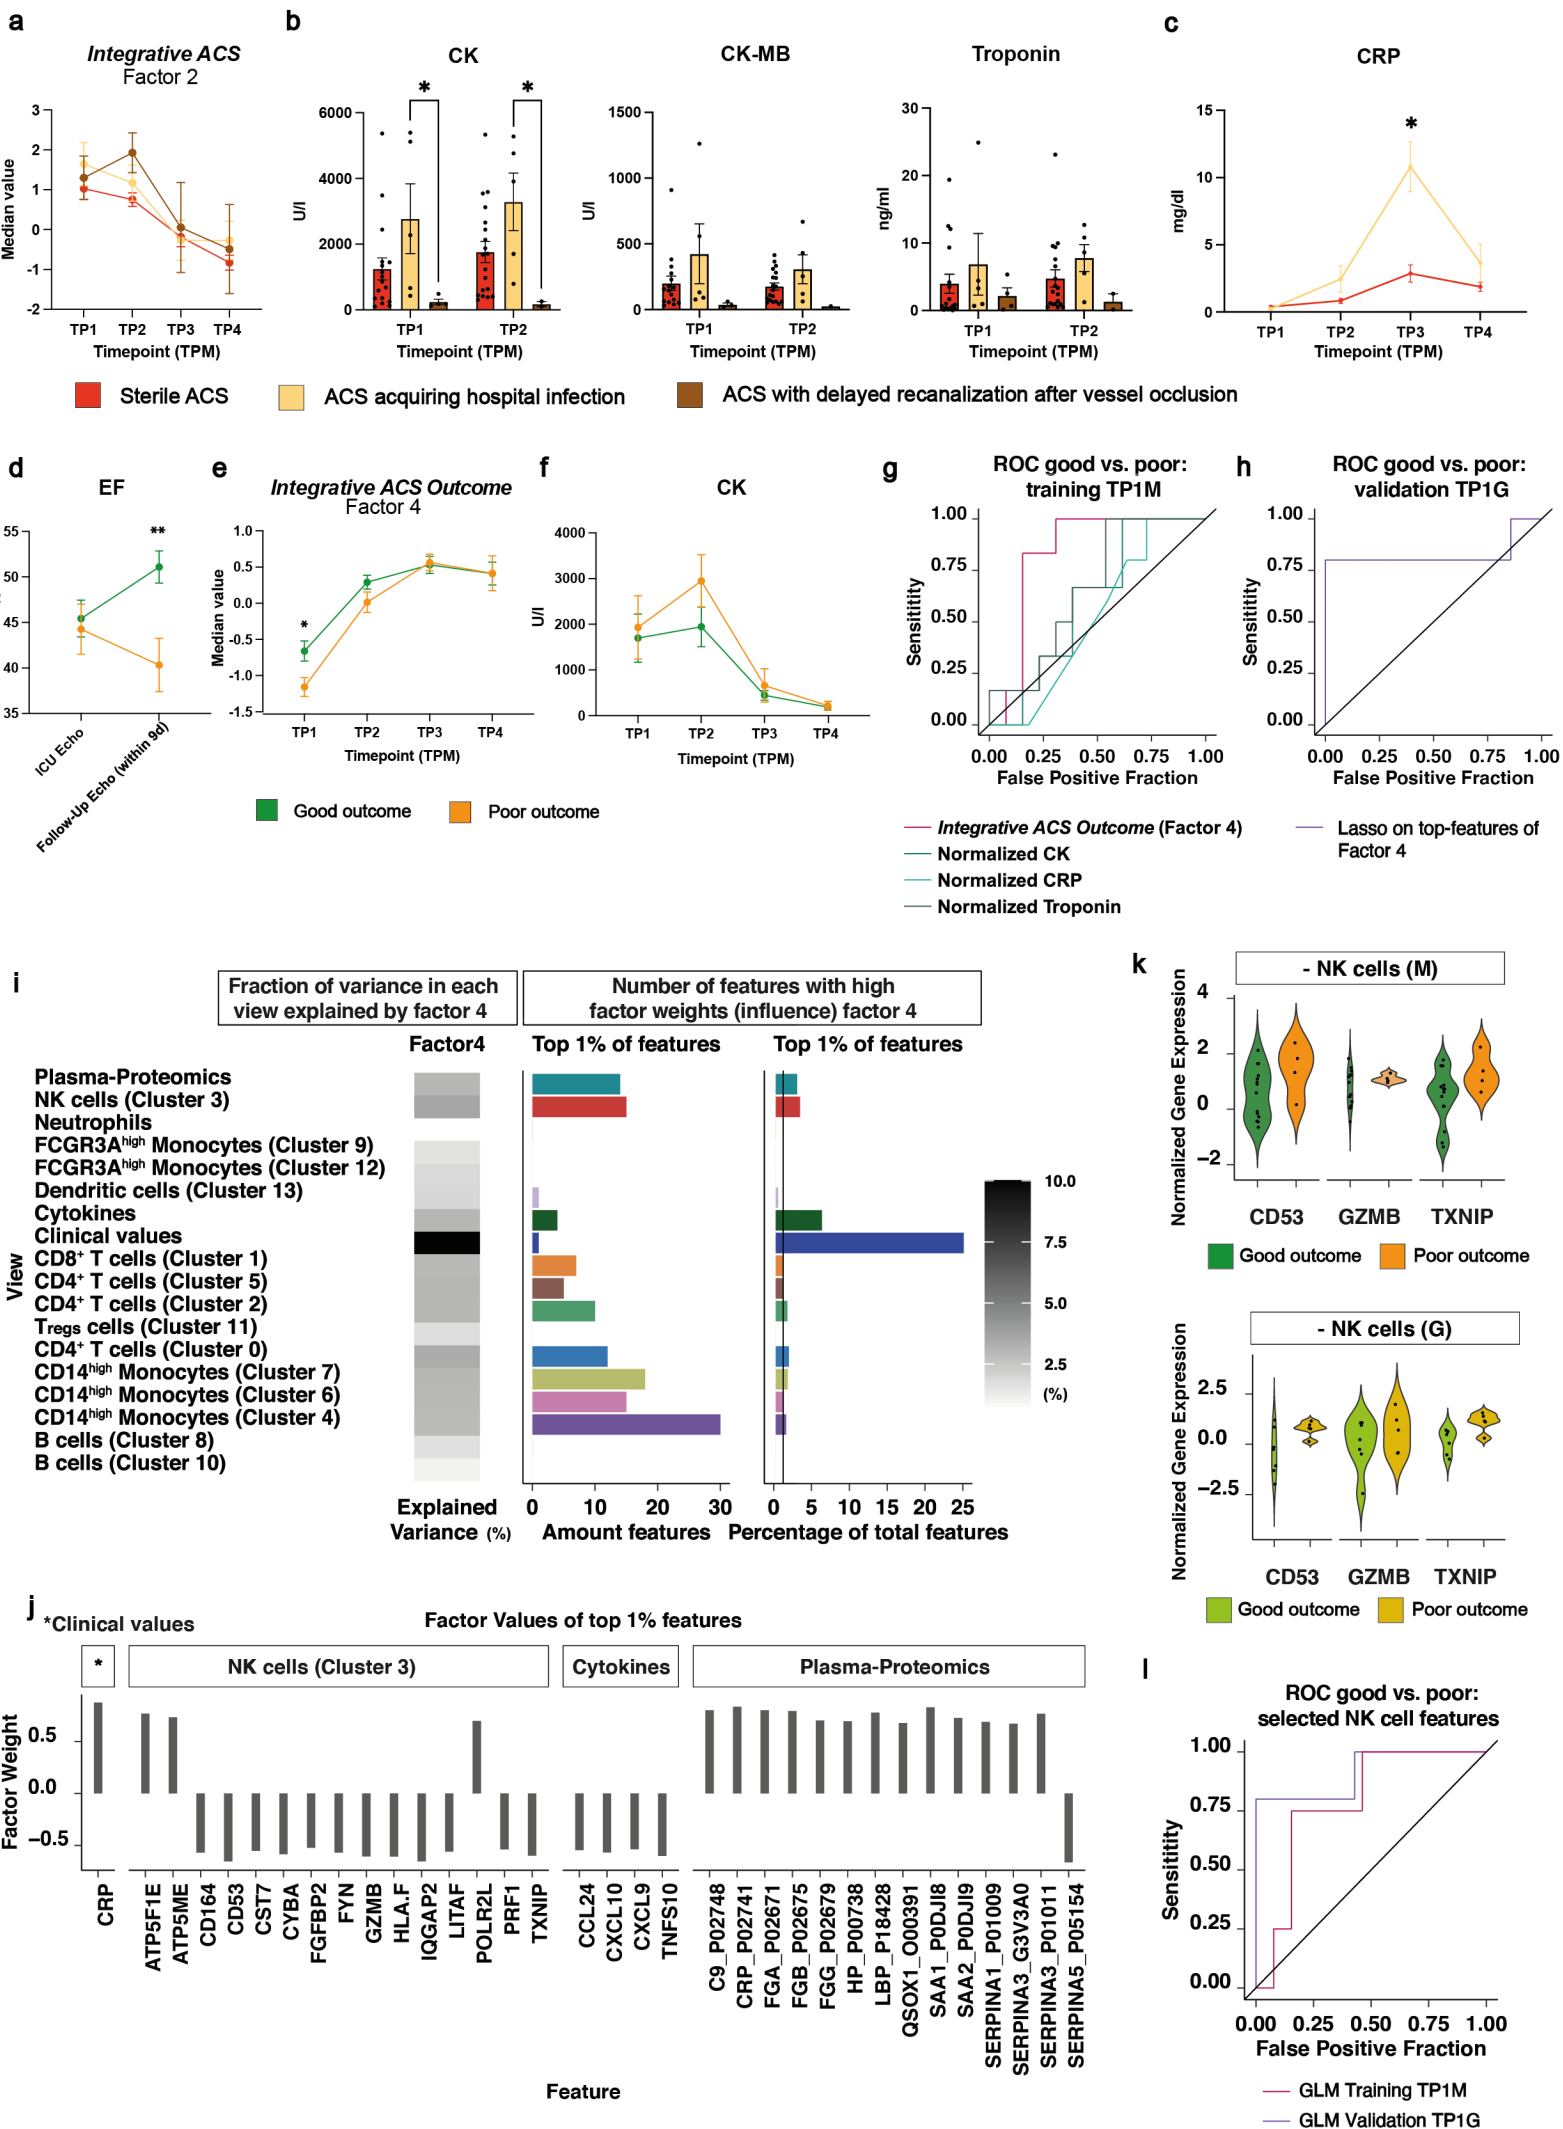 a
Integrative ACS
Factor 2
Median value
3
2
1
0
-1
-2
TP1 TP2 TP3 TP4
Timepoint (TPM)
b
CK
U/I
6000
4000
2000
0
* *
TP1 TP2
Timepoint (TPM)
CK-MB
U/I
1500
1000
500
0
TP1 TP2
Timepoint (TPM)
Troponin
ng/ml
30
20
10
0
TP1 TP2
Timepoint (TPM)
c
CRP
mg/dl
15
10
5
0
*
TP1 TP2 TP3 TP4
Timepoint (TPM)
Sterile ACS
ACS acquiring hospital infection
ACS with delayed recanalization after vessel occlusion
d
EF
55
50
45
40
35
**
ICU Echo
Follow-Up Echo (within 9d)
e
Integrative ACS Outcome
Factor 4
Median value
1.0
0.5
0.0
-0.5
-1.0
-1.5
*
TP1 TP2 TP3 TP4
Timepoint (TPM)
f
CK
U/I
4000
3000
2000
1000
0
TP1 TP2 TP3 TP4
Timepoint (TPM)
Good outcome
Poor outcome
g
ROC good vs. poor:
training TP1M
Sensititity
1.00
0.75
0.50
0.25
0.00
0.00 0.25 0.50 0.75 1.00
False Positive Fraction
Integrative ACS Outcome (Factor 4)
Normalized CK
Normalized CRP
Normalized Troponin
h
ROC good vs. poor:
validation TP1G
Sensititity
1.00
0.75
0.50
0.25
0.00
0.00 0.25 0.50 0.75 1.00
False Positive Fraction
Lasso on top-features of
Factor 4
i
Fraction of variance in each
view explained by factor 4
Number of features with high
factor weights (influence) factor 4
Factor4
Top 1% of features
Top 1% of features
View
Plasma-Proteomics
NK cells (Cluster 3)
Neutrophils
FCGR3Ahigh Monocytes (Cluster 9)
FCGR3Ahigh Monocytes (Cluster 12)
Dendritic cells (Cluster 13)
Cytokines
Clinical values
CD8+ T cells (Cluster 1)
CD4+ T cells (Cluster 5)
CD4+ T cells (Cluster 2)
Tregs cells (Cluster 11)
CD4+ T cells (Cluster 0)
CD14high Monocytes (Cluster 7)
CD14high Monocytes (Cluster 6)
CD14high Monocytes (Cluster 4)
B cells (Cluster 8)
B cells (Cluster 10)
Explained
Variance (%)
0 10 20 30
Amount features
0 5 10 15 20 25
Percentage of total features
10.0
7.5
5.0
2.5
(%)
j
*Clinical values
Factor Values of top 1% features
*
NK cells (Cluster 3)
Cytokines
Plasma-Proteomics
Factor Weight
0.5
0.0
−0.5
CRP
ATP5F1E
ATP5ME
CD164
CD53
CST7
CYBA
FGFBP2
FYN
GZMB
HLA.F
IQGAP2
LITAF
POLR2L
PRF1
TXNIP
CCL24
CXCL10
CXCL9
TNFS10
C9_P02748
CRP_P02741
FGA_P02671
FGB_P02675
FGG_P02679
HP_P00738
LBP_P18428
QSOX1_O00391
SAA1_P0DJI8
SAA2_P0DJI9
SERPINA1_P01009
SERPINA3_G3V3A0
SERPINA3_P01011
SERPINA5_P05154
Feature
k
- NK cells (M)
Normalized Gene Expression
4
2
0
−2
CD53 GZMB TXNIP
Good outcome
Poor outcome
- NK cells (G)
Normalized Gene Expression
2.5
0.0
−2.5
CD53 GZMB TXNIP
Good outcome
Poor outcome
l
ROC good vs. poor:
selected NK cell features
Sensititity
1.00
0.75
0.50
0.25
0.00
0.00 0.25 0.50 0.75 1.00
False Positive Fraction
GLM Training TP1M
GLM Validation TP1G